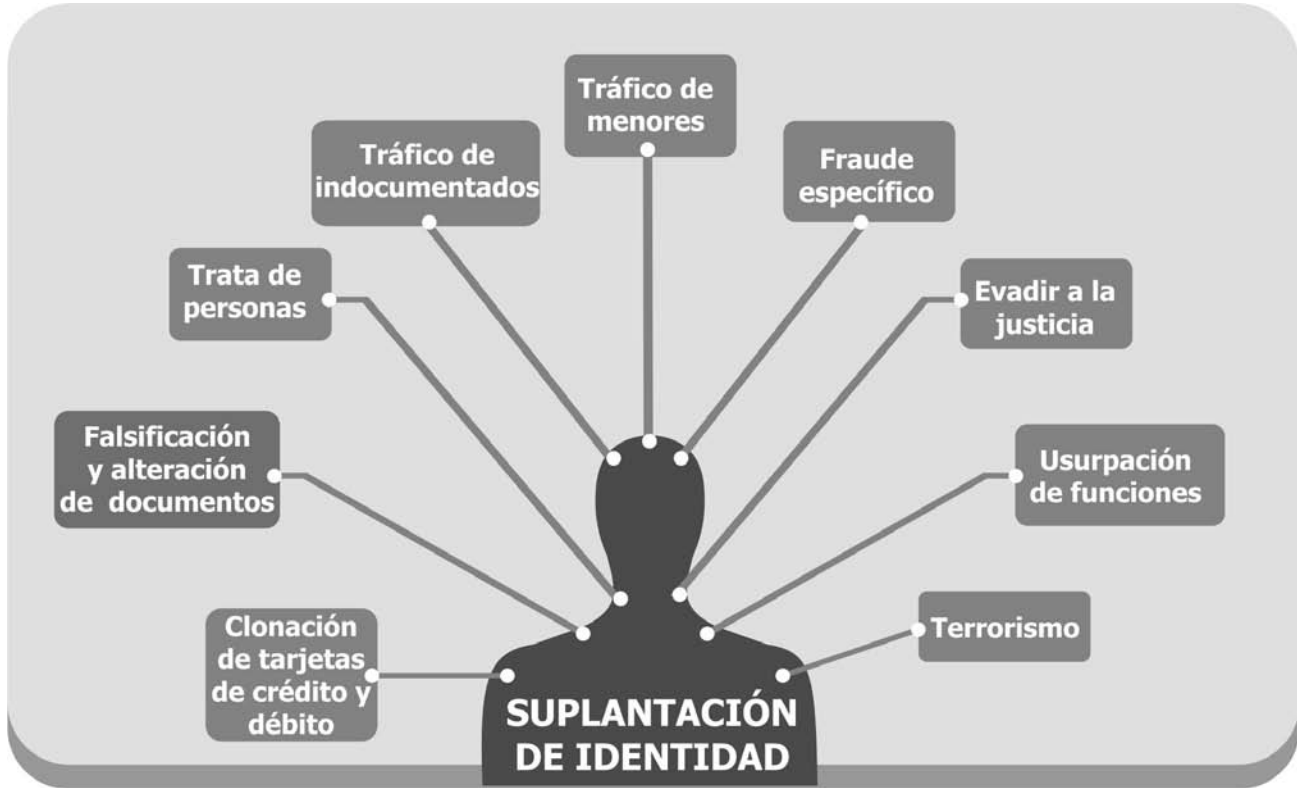 Tráfico de
menores
Tráfico de
indocumentados
Fraude
específico
Trata de
personas
Evadir a la
justicia
Falsificación
y alteración
de documentos
Usurpación
de funciones
Clonación
de tarjetas
de crédito y
débito
Terrorismo
SUPLANTACIÓN
DE IDENTIDAD